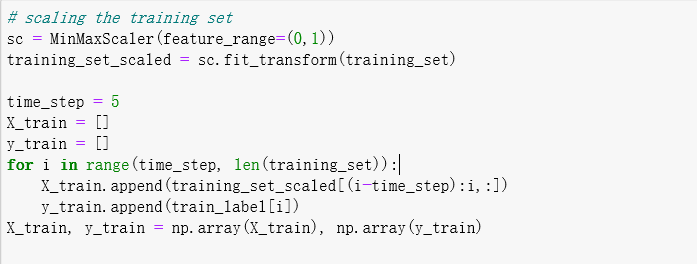 # scaling the training set
sc = MinMaxScaler(feature_range=(0,1))
training_set_scaled = sc.fit_transform(training_set)
time_step = 5
X_train = []
y_train = []
for i in range(time_step, len(training_set)):
    X_train.append(training_set_scaled[(i-time_step):i,:])
    y_train.append(train_label[i])
X_train, y_train = np.array(X_train), np.array(y_train)